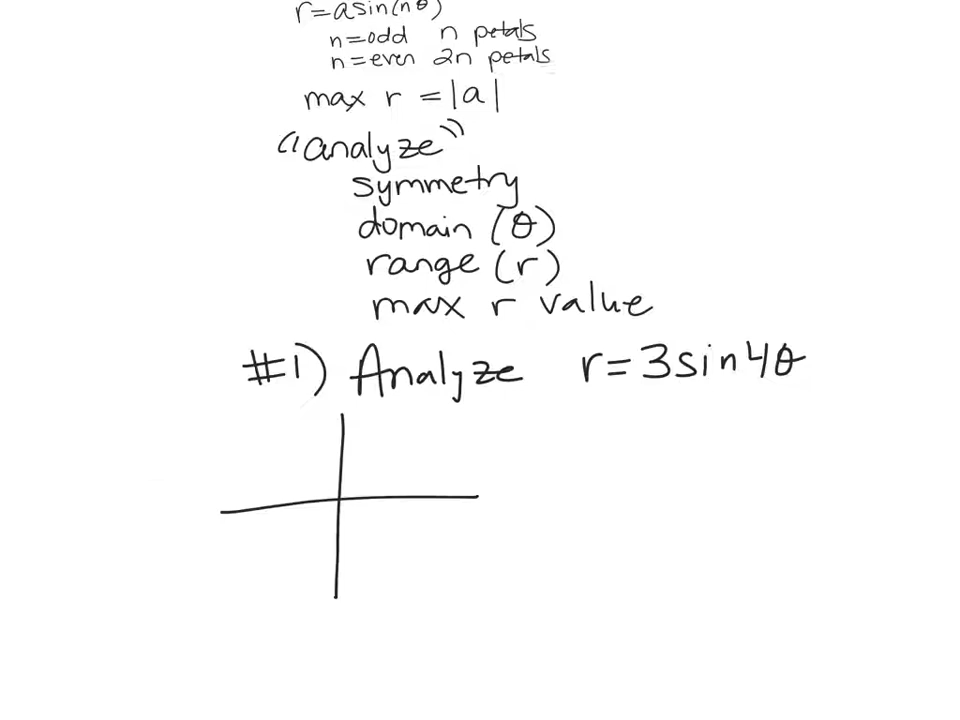 r=asin(nθ)
n=odd n petals
n=even 2n petals
max r =|a|
"analyze"
symmetry
domain (θ)
range (r)
max r value
#1) Analyze r=3sin4θ